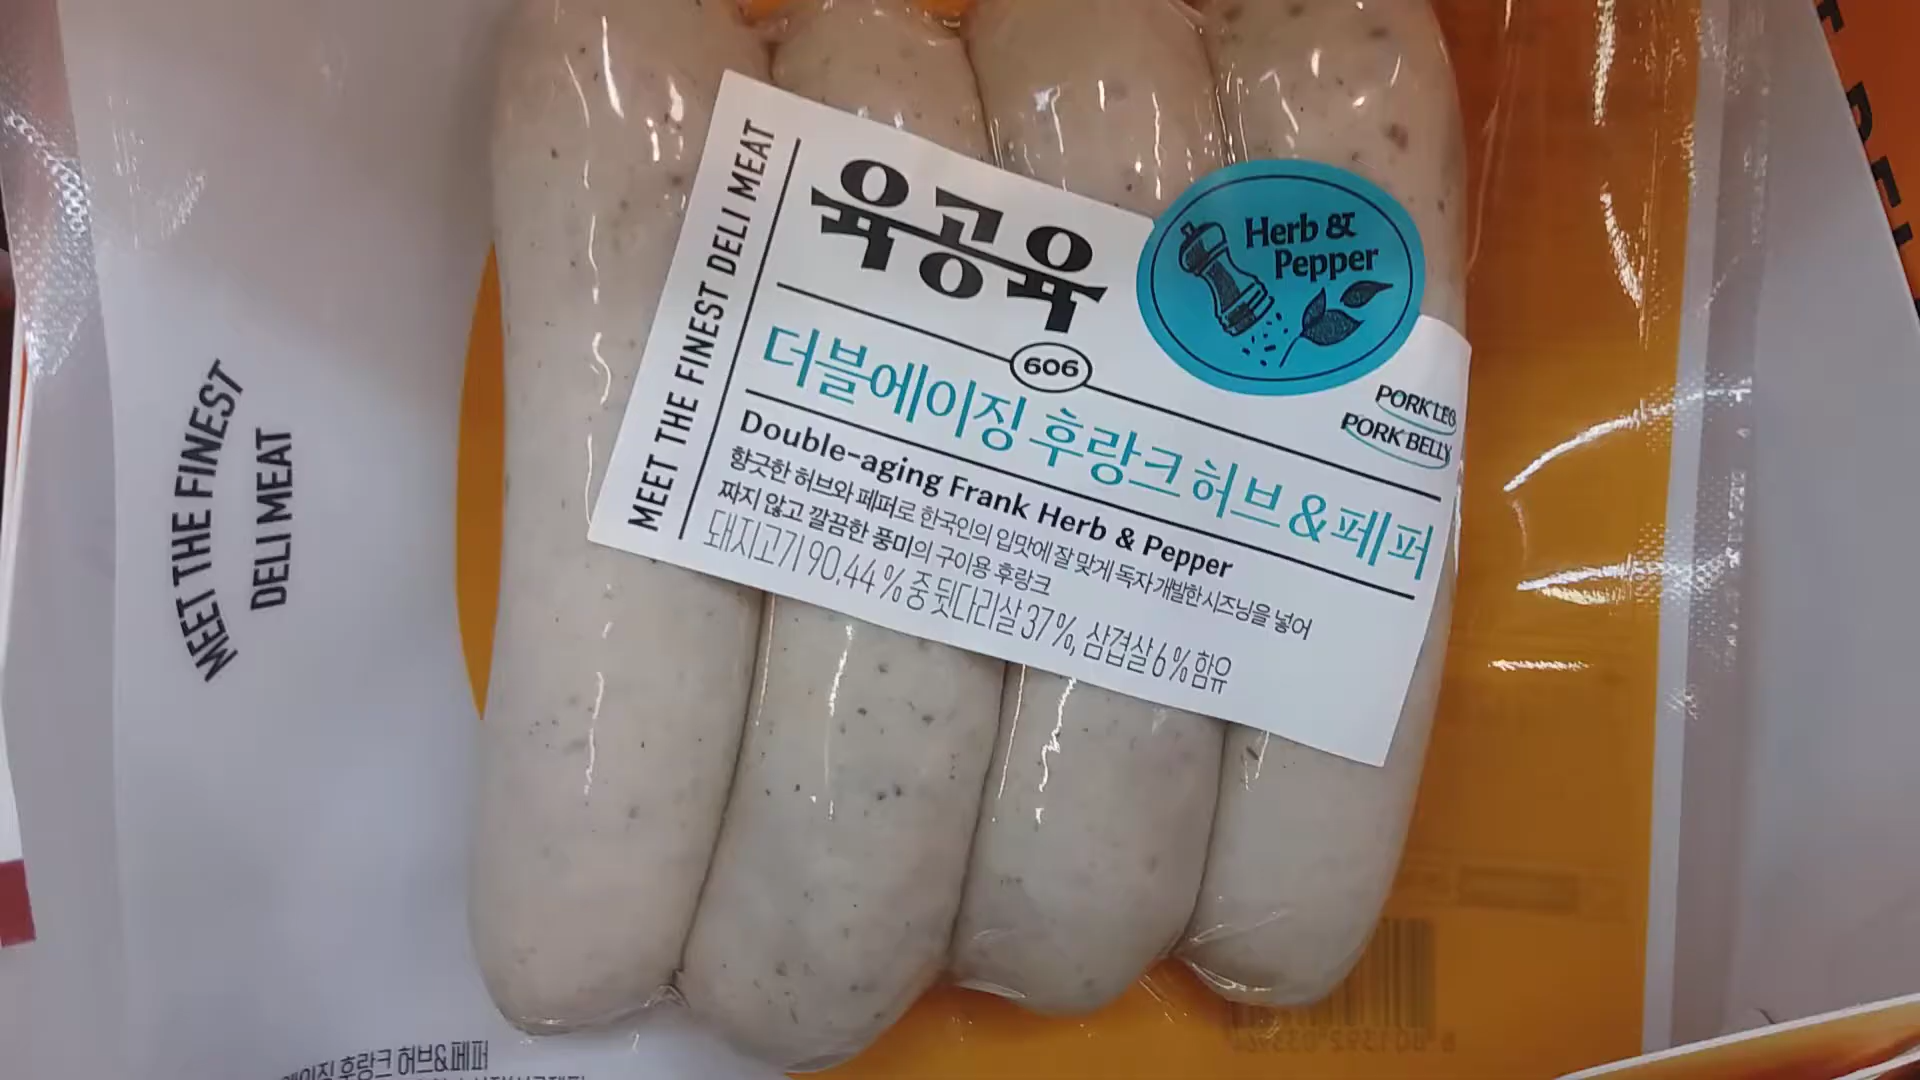 MEET THE FINEST DELI MEAT
육공육
606
Herb &
Pepper
PORK LEG
PORK BELLY
더블에이징 후랑크 허브&페퍼
Double-aging Frank Herb & Pepper
향긋한 허브와 페퍼로 한국인의 입맛에 잘 맞게 독자개발한 시즈닝을 넣어
짜지 않고 깔끔한 풍미의 구이용 후랑크
돼지고기 90.44 % 중 뒷다리살 37%, 삼겹살 6% 함유
MEET THE FINEST
DELI MEAT
후랑크 허브&페퍼